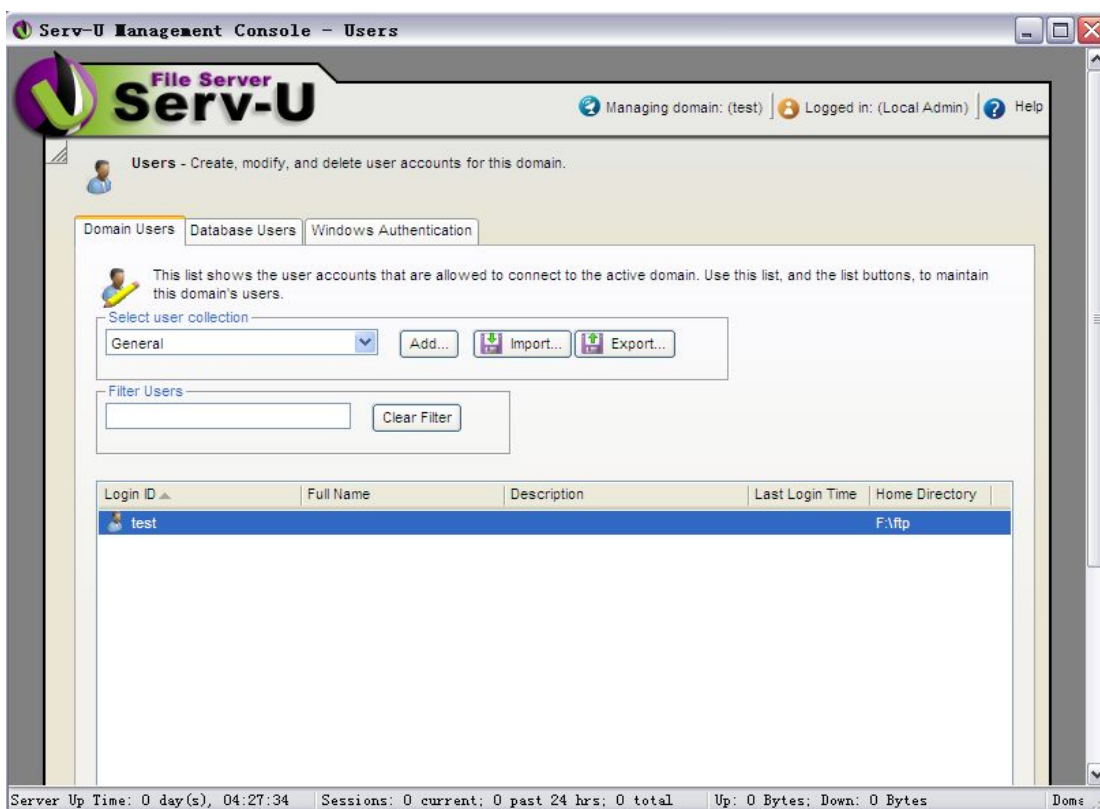 Serv-U Management Console - Users
File Server
Serv-U
Managing domain: (test) Logged in: (Local Admin) Help
Users - Create, modify, and delete user accounts for this domain.
Domain Users Database Users Windows Authentication
This list shows the user accounts that are allowed to connect to the active domain. Use this list, and the list buttons, to maintain
this domain's users.
Select user collection
General Add... Import... Export...
Filter Users
Clear Filter
Login ID Full Name Description Last Login Time Home Directory
test F:\ftp
Server Up Time: 0 day(s), 04:27:34 Sessions: 0 current; 0 past 24 hrs; 0 total Up: 0 Bytes; Down: 0 Bytes